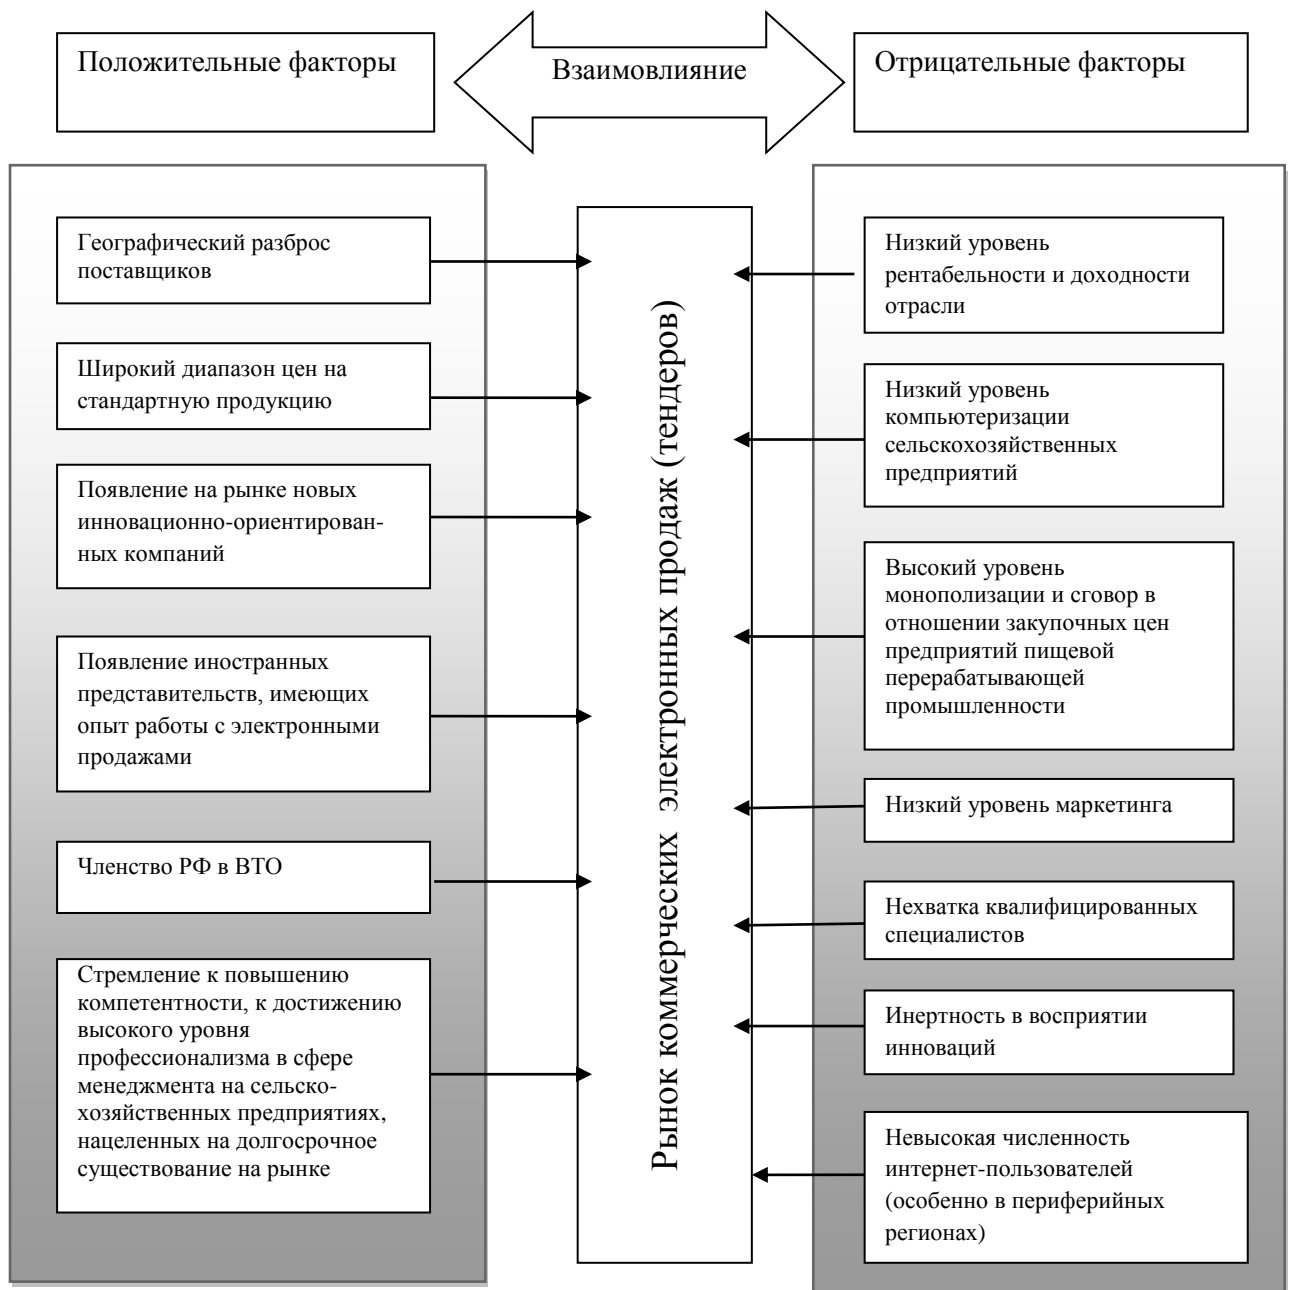 Положительные факторы
Взаимовлияние
Отрицательные факторы
Географический разброс
поставщиков
Широкий диапазон цен на
стандартную продукцию
Появление на рынке новых
инновационно-ориентирован-
ных компаний
Появление иностранных
представительств, имеющих
опыт работы с электронными
продажами
Членство РФ в ВТО
Стремление к повышению
компетентности, к достижению
высокого уровня
профессионализма в сфере
менеджмента на сельско-
хозяйственных предприятиях,
нацеленных на долгосрочное
существование на рынке
Рынок коммерческих электронных продаж (тендеров)
Низкий уровень
рентабельности и доходности
отрасли
Низкий уровень
компьютеризации
сельскохозяйственных
предприятий
Высокий уровень
монополизации и сговор в
отношении закупочных цен
предприятий пищевой
перерабатывающей
промышленности
Низкий уровень маркетинга
Нехватка квалифицированных
специалистов
Инертность в восприятии
инноваций
Невысокая численность
интернет-пользователей
(особенно в периферийных
регионах)